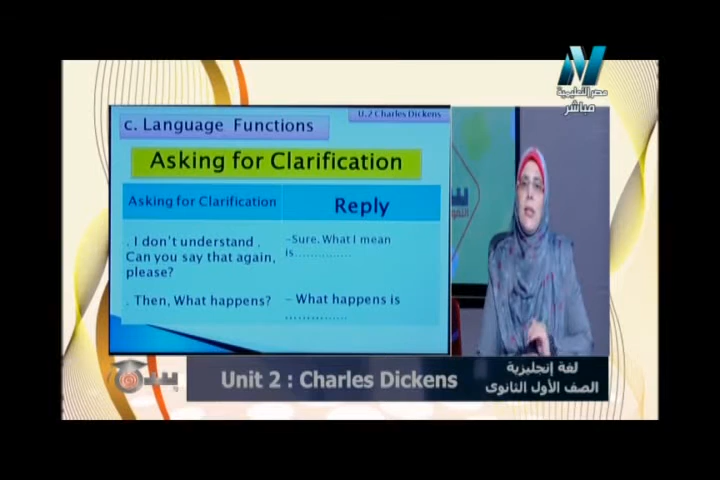 مصر التعليمية
مباشر
U.2 Charles Dickens
c. Language Functions
Asking for Clarification
Asking for Clarification
Reply
. I don't understand .
Can you say that again,
please?
-Sure. What I mean
is..............
. Then, What happens?
- What happens is
..............
Unit 2 : Charles Dickens
لغة إنجليزية
الصف الأول الثانوى